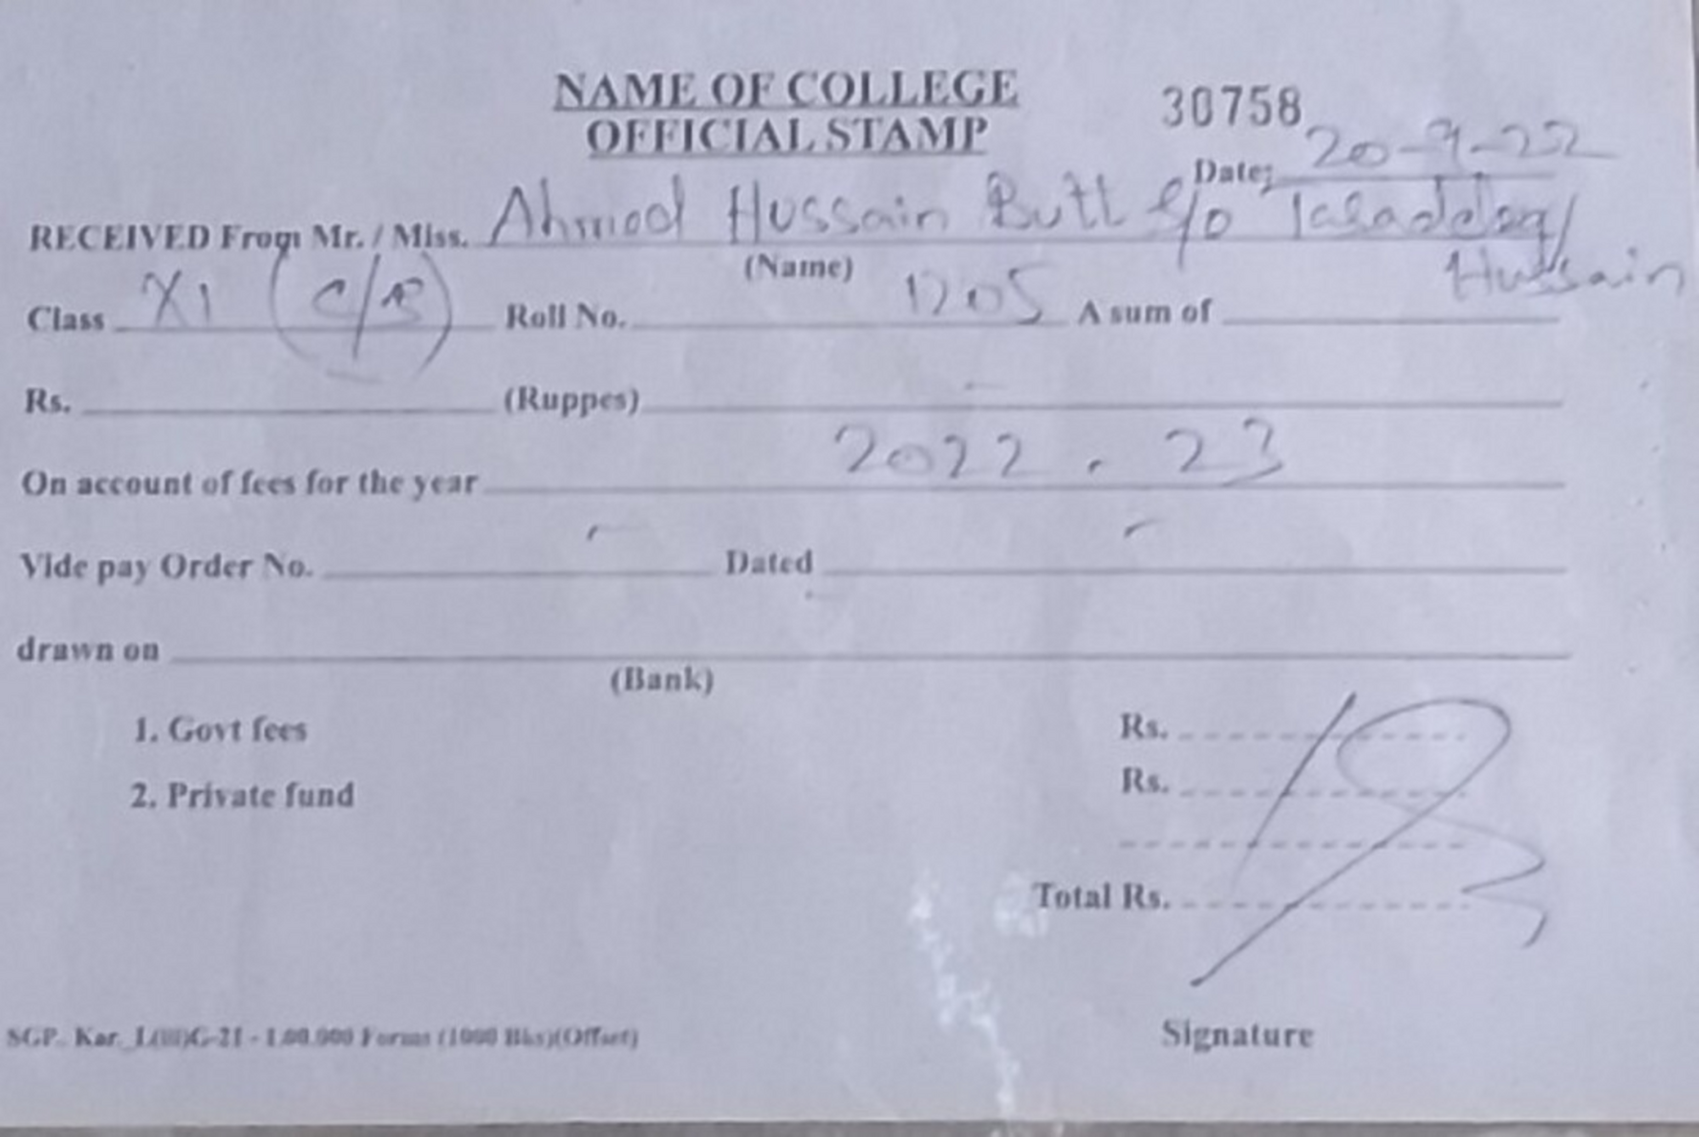 NAME OF COLLEGE
OFFICIAL STAMP
30758
Date; 20-9-22
RECEIVED From Mr. / Miss. Ahmad Hussain Butt S/o Tasadduq Hussain
(Name)
Class XI (C/B) Roll No. 1205 A sum of
Rs. (Ruppes)
On account of fees for the year 2022 - 23
Vide pay Order No. - Dated -
drawn on
(Bank)
1. Govt fees Rs.
2. Private fund Rs.
Total Rs.
Signature
SGP. Kar. L(iii)G-21 - 1.00.000 Forms (1000 Bks)(Offset)